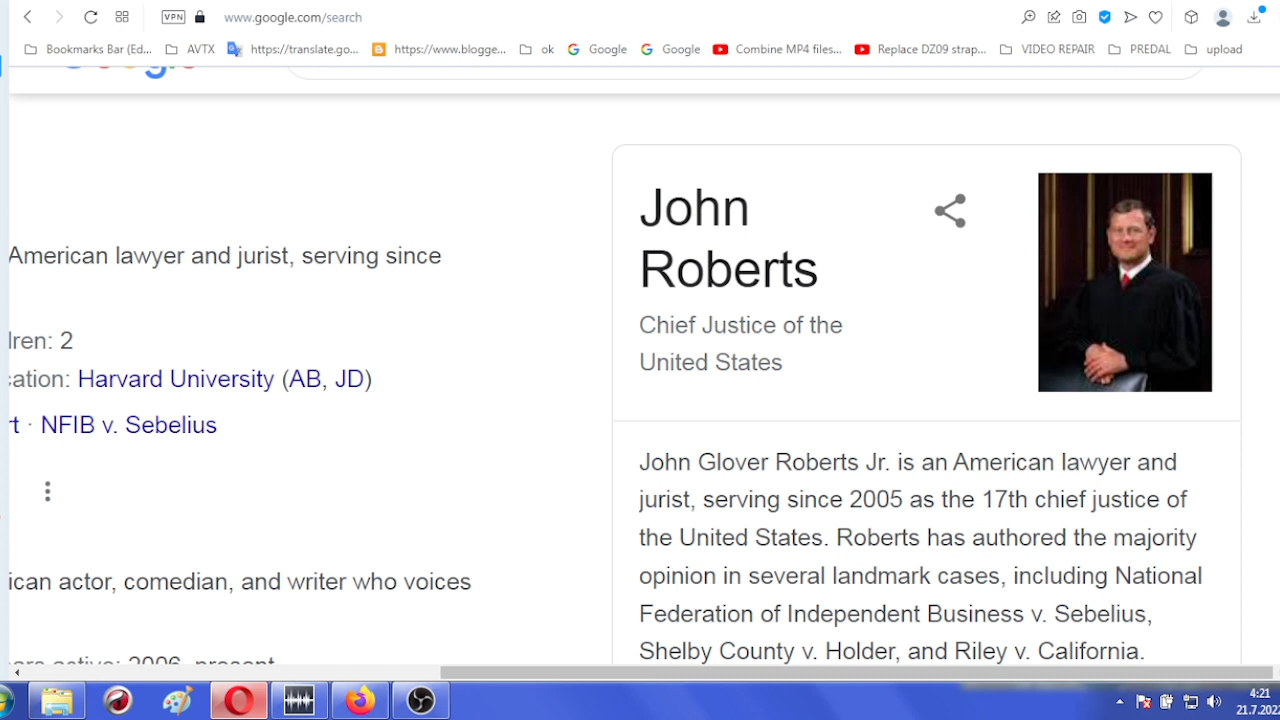 VPN
www.google.com/search
Bookmarks Bar (Ed...
AVTX
https://translate.go...
https://www.blogge...
ok
Google
Google
Combine MP4 files...
Replace DZ09 strap...
VIDEO REPAIR
PREDAL
upload
American lawyer and jurist, serving since
dren: 2
cation: Harvard University (AB, JD)
rt · NFIB v. Sebelius
ican actor, comedian, and writer who voices
John
Roberts
Chief Justice of the
United States
John Glover Roberts Jr. is an American lawyer and
jurist, serving since 2005 as the 17th chief justice of
the United States. Roberts has authored the majority
opinion in several landmark cases, including National
Federation of Independent Business v. Sebelius,
Shelby County v. Holder, and Riley v. California.
4:21